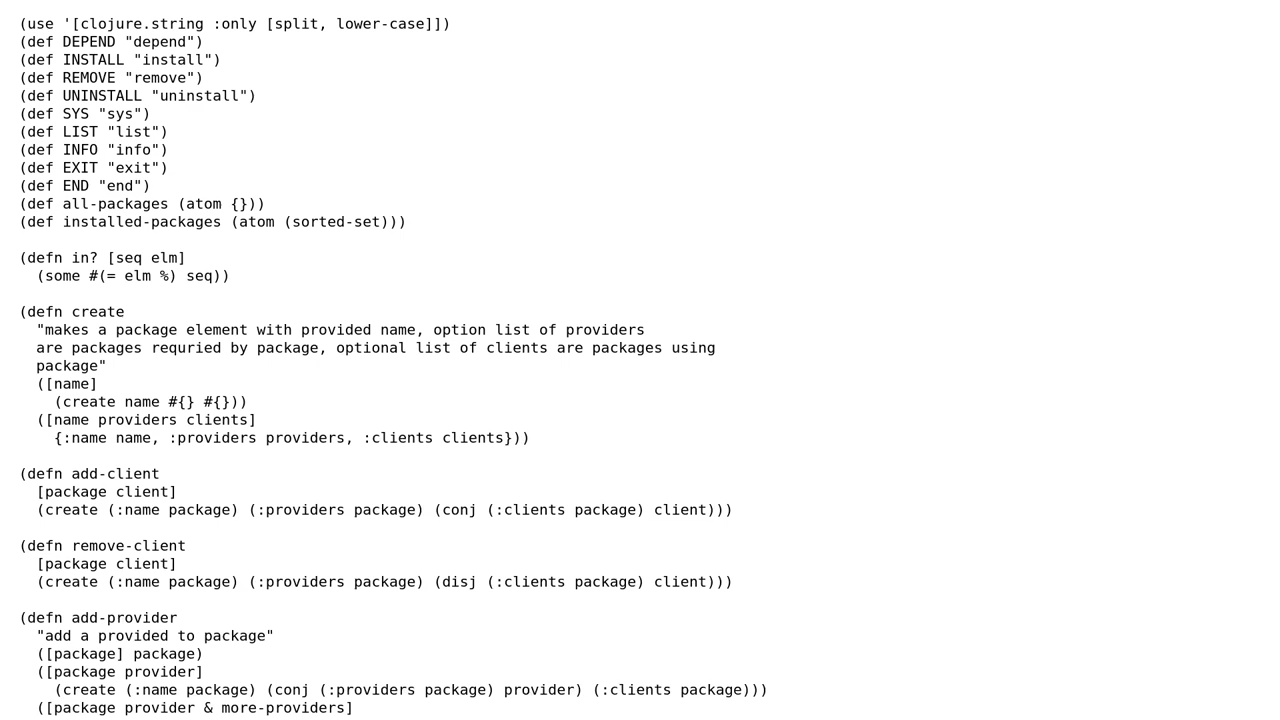 (use '[clojure.string :only [split, lower-case]])
(def DEPEND "depend")
(def INSTALL "install")
(def REMOVE "remove")
(def UNINSTALL "uninstall")
(def SYS "sys")
(def LIST "list")
(def INFO "info")
(def EXIT "exit")
(def END "end")
(def all-packages (atom {}))
(def installed-packages (atom (sorted-set)))

(defn in? [seq elm]
  (some #(= elm %) seq))

(defn create
  "makes a package element with provided name, option list of providers
  are packages requried by package, optional list of clients are packages using
  package"
  ([name]
    (create name #{} #{}))
  ([name providers clients]
    {:name name, :providers providers, :clients clients}))

(defn add-client
  [package client]
  (create (:name package) (:providers package) (conj (:clients package) client)))

(defn remove-client
  [package client]
  (create (:name package) (:providers package) (disj (:clients package) client)))

(defn add-provider
  "add a provided to package"
  ([package] package)
  ([package provider]
    (create (:name package) (conj (:providers package) provider) (:clients package)))
  ([package provider & more-providers]